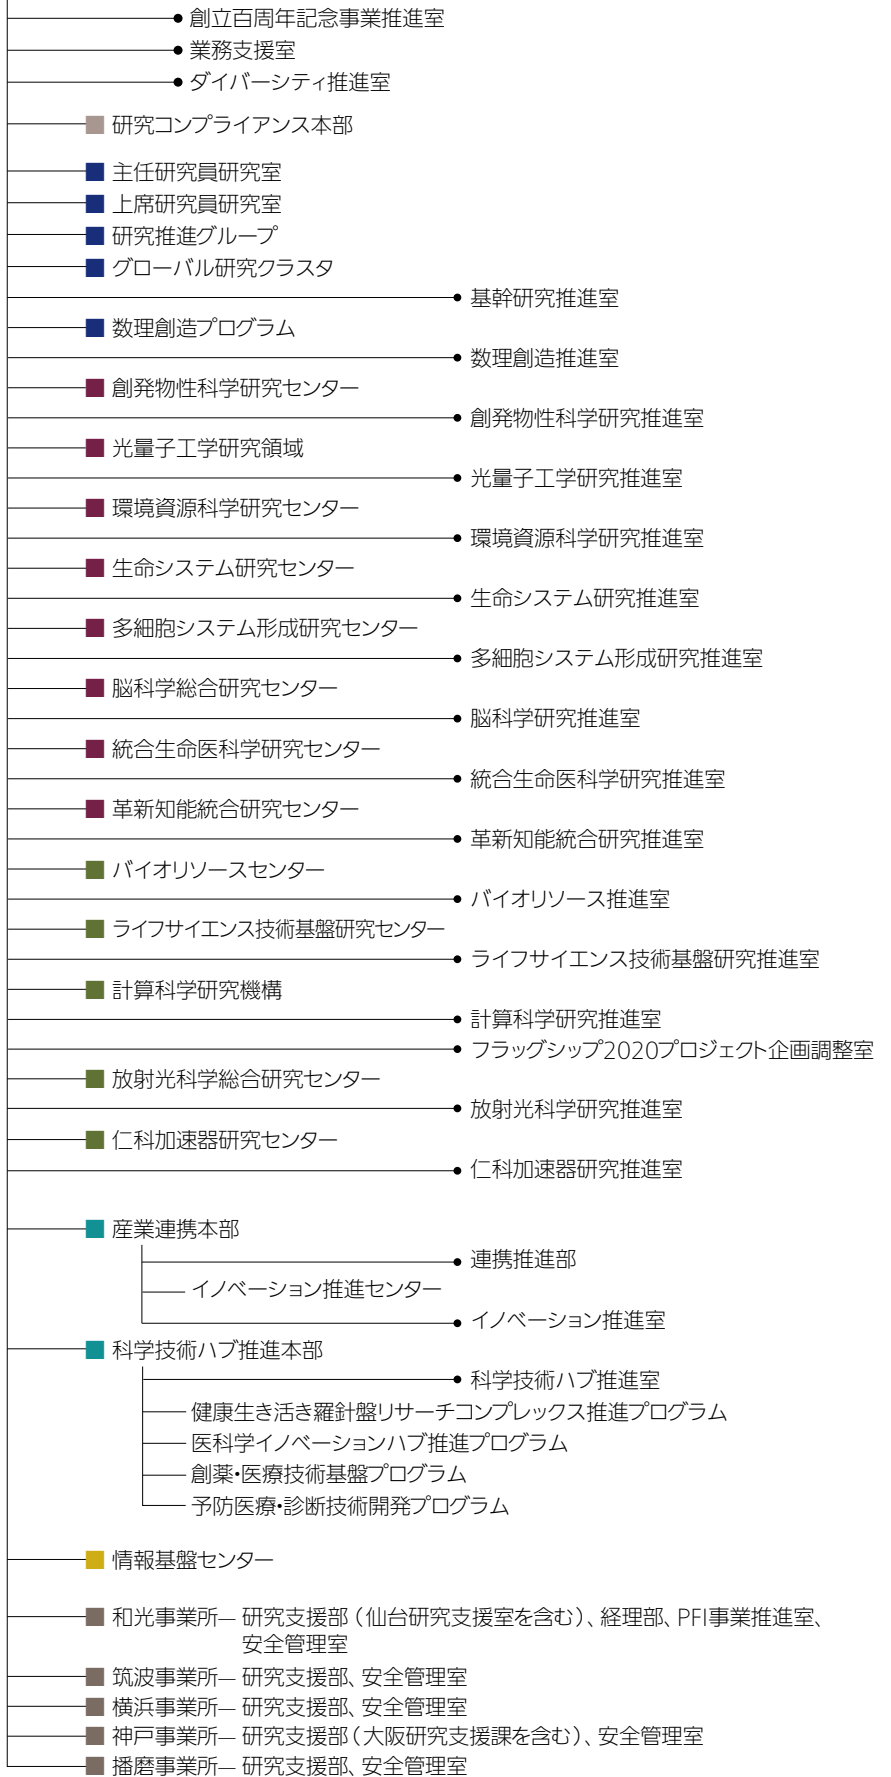 創立百周年記念事業推進室
業務支援室
ダイバーシティ推進室
研究コンプライアンス本部
主任研究員研究室
上席研究員研究室
研究推進グループ
グローバル研究クラスタ
基幹研究推進室
数理創造プログラム
数理創造推進室
創発物性科学研究センター
創発物性科学研究推進室
光量子工学研究領域
光量子工学研究推進室
環境資源科学研究センター
環境資源科学研究推進室
生命システム研究センター
生命システム研究推進室
多細胞システム形成研究センター
多細胞システム形成研究推進室
脳科学総合研究センター
脳科学研究推進室
統合生命医科学研究センター
統合生命医科学研究推進室
革新知能統合研究センター
革新知能統合研究推進室
バイオリソースセンター
バイオリソース推進室
ライフサイエンス技術基盤研究センター
ライフサイエンス技術基盤研究推進室
計算科学研究機構
計算科学研究推進室
フラッグシップ2020プロジェクト企画調整室
放射光科学総合研究センター
放射光科学研究推進室
仁科加速器研究センター
仁科加速器研究推進室
産業連携本部
連携推進部
イノベーション推進センター
イノベーション推進室
科学技術ハブ推進本部
科学技術ハブ推進室
健康生き活き羅針盤リサーチコンプレックス推進プログラム
医科学イノベーションハブ推進プログラム
創薬・医療技術基盤プログラム
予防医療・診断技術開発プログラム
情報基盤センター
和光事業所― 研究支援部（仙台研究支援室を含む）、経理部、PFI事業推進室、
安全管理室
筑波事業所― 研究支援部、安全管理室
横浜事業所― 研究支援部、安全管理室
神戸事業所― 研究支援部（大阪研究支援課を含む）、安全管理室
播磨事業所― 研究支援部、安全管理室